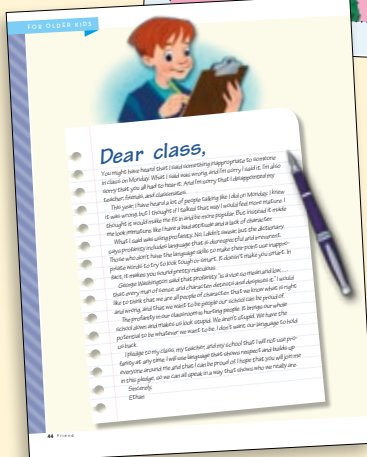 FOR OLDER KIDS
Dear class,
You might have heard that I said something inappropriate to someone
in class on Monday. What I said was wrong, and I'm sorry I said it. I'm also
sorry that you all had to hear it. And I'm sorry that I disappointed my
teacher, friends, and classmates.
This year, I have heard a lot of people talking like I did on Monday. I knew
it was wrong, but I thought if I talked that way I would feel more mature. I
thought it would make me fit in and be more popular. But instead it made
me look immature, like I have a bad attitude and a lack of character.
What I said was using profanity. No, I didn't swear, but the dictionary
says profanity includes language that is disrespectful and irreverent.
Those who don't have the language skills to make their point use inappro-
priate words to try to look tough or smart. It doesn't make you smart. In
fact, it makes you sound pretty ridiculous.
George Washington said that profanity "is a vice so mean and low, ...
that every man of sense, and character, detests and despises it." I would
like to think that we are all people of character, that we know what is right
and wrong, and that we want to be people our school can be proud of.
The profanity in our classroom is hurting people. It brings our whole
school down and makes us look stupid. We aren't stupid. We have the
potential to be whatever we want to be. I don't want our language to hold
us back.
I pledge to my class, my teacher, and my school that I will not use pro-
fanity at any time. I will use language that shows respect and builds up
everyone around me and that I can be proud of. I hope that you will join me
in this pledge, so we can all speak in a way that shows who we really are.
Sincerely,
Ethan
44 Friend